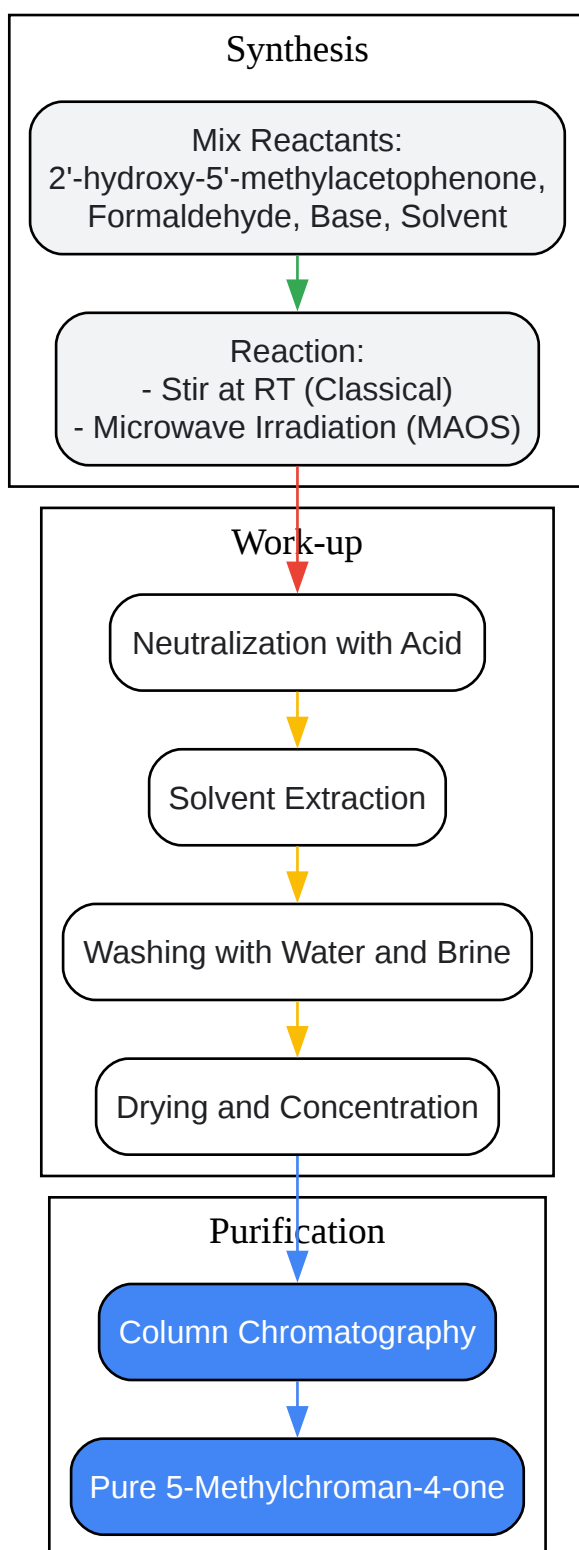 Synthesis
Mix Reactants:
2'-hydroxy-5'-methylacetophenone,
Formaldehyde, Base, Solvent
Reaction:
- Stir at RT (Classical)
- Microwave Irradiation (MAOS)
Work-up
Neutralization with Acid
Solvent Extraction
Washing with Water and Brine
Drying and Concentration
Purification
Column Chromatography
Pure 5-Methylchroman-4-one